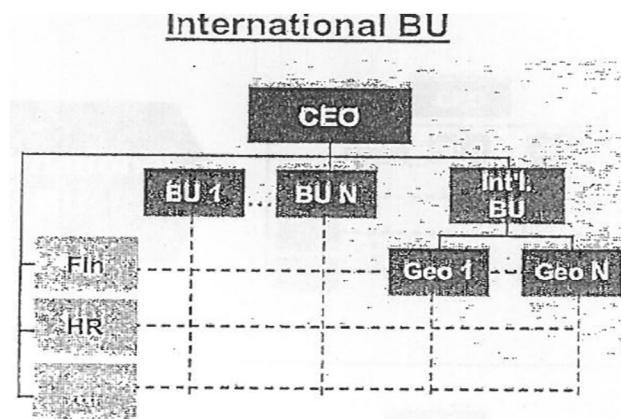 International BU
CEO
BU 1 ... BU N
Int'l.
BU
Fin
Geo 1
Geo N
HR
....